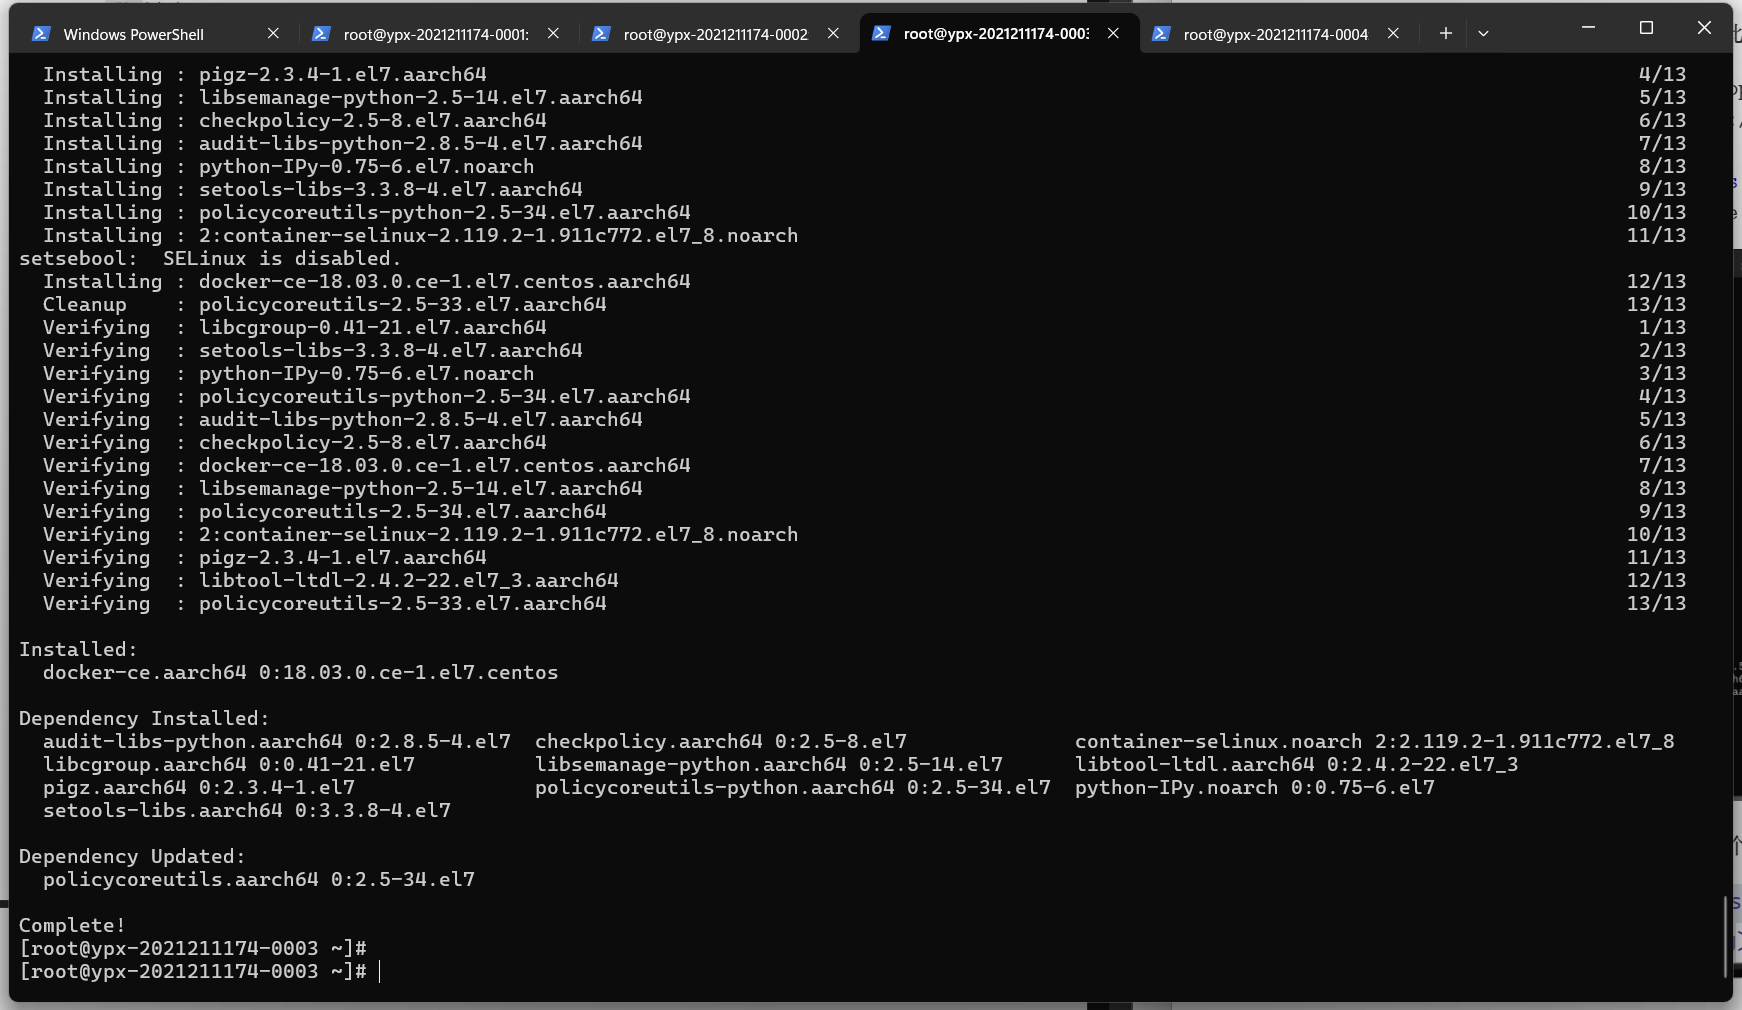 Windows PowerShell
root@ypx-2021211174-0001:
root@ypx-2021211174-0002
root@ypx-2021211174-0003
root@ypx-2021211174-0004
Installing : pigz-2.3.4-1.el7.aarch64 4/13
Installing : libsemanage-python-2.5-14.el7.aarch64 5/13
Installing : checkpolicy-2.5-8.el7.aarch64 6/13
Installing : audit-libs-python-2.8.5-4.el7.aarch64 7/13
Installing : python-IPy-0.75-6.el7.noarch 8/13
Installing : setools-libs-3.3.8-4.el7.aarch64 9/13
Installing : policycoreutils-python-2.5-34.el7.aarch64 10/13
Installing : 2:container-selinux-2.119.2-1.911c772.el7_8.noarch 11/13
setsebool:  SELinux is disabled.
Installing : docker-ce-18.03.0.ce-1.el7.centos.aarch64 12/13
Cleanup    : policycoreutils-2.5-33.el7.aarch64 13/13
Verifying  : libcgroup-0.41-21.el7.aarch64 1/13
Verifying  : setools-libs-3.3.8-4.el7.aarch64 2/13
Verifying  : python-IPy-0.75-6.el7.noarch 3/13
Verifying  : policycoreutils-python-2.5-34.el7.aarch64 4/13
Verifying  : audit-libs-python-2.8.5-4.el7.aarch64 5/13
Verifying  : checkpolicy-2.5-8.el7.aarch64 6/13
Verifying  : docker-ce-18.03.0.ce-1.el7.centos.aarch64 7/13
Verifying  : libsemanage-python-2.5-14.el7.aarch64 8/13
Verifying  : policycoreutils-2.5-34.el7.aarch64 9/13
Verifying  : 2:container-selinux-2.119.2-1.911c772.el7_8.noarch 10/13
Verifying  : pigz-2.3.4-1.el7.aarch64 11/13
Verifying  : libtool-ltdl-2.4.2-22.el7_3.aarch64 12/13
Verifying  : policycoreutils-2.5-33.el7.aarch64 13/13
Installed:
docker-ce.aarch64 0:18.03.0.ce-1.el7.centos
Dependency Installed:
audit-libs-python.aarch64 0:2.8.5-4.el7 checkpolicy.aarch64 0:2.5-8.el7 container-selinux.noarch 2:2.119.2-1.911c772.el7_8
libcgroup.aarch64 0:0.41-21.el7 libsemanage-python.aarch64 0:2.5-14.el7 libtool-ltdl.aarch64 0:2.4.2-22.el7_3
pigz.aarch64 0:2.3.4-1.el7 policycoreutils-python.aarch64 0:2.5-34.el7 python-IPy.noarch 0:0.75-6.el7
setools-libs.aarch64 0:3.3.8-4.el7
Dependency Updated:
policycoreutils.aarch64 0:2.5-34.el7
Complete!
[root@ypx-2021211174-0003 ~]#
[root@ypx-2021211174-0003 ~]#